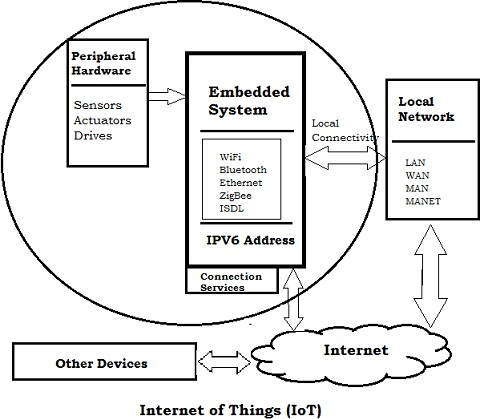 Peripheral
Hardware
Sensors
Actuators
Drives
Embedded
System
WiFi
Bluetooth
Ethernet
ZigBee
ISDL
IPV6 Address
Connection
Services
Local
Connectivity
Local
Network
LAN
WAN
MAN
MANET
Other Devices
Internet
Internet of Things (IoT)